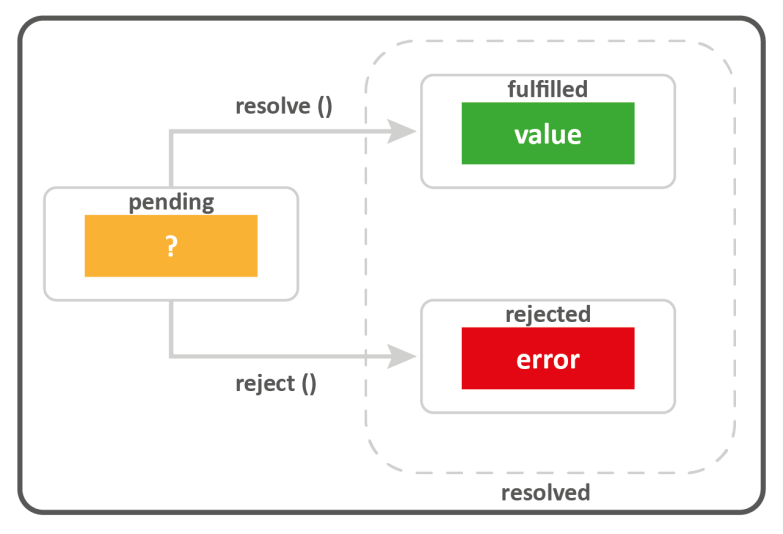 fulfilled
resolve ()
value
pending
?
rejected
error
reject ()
resolved